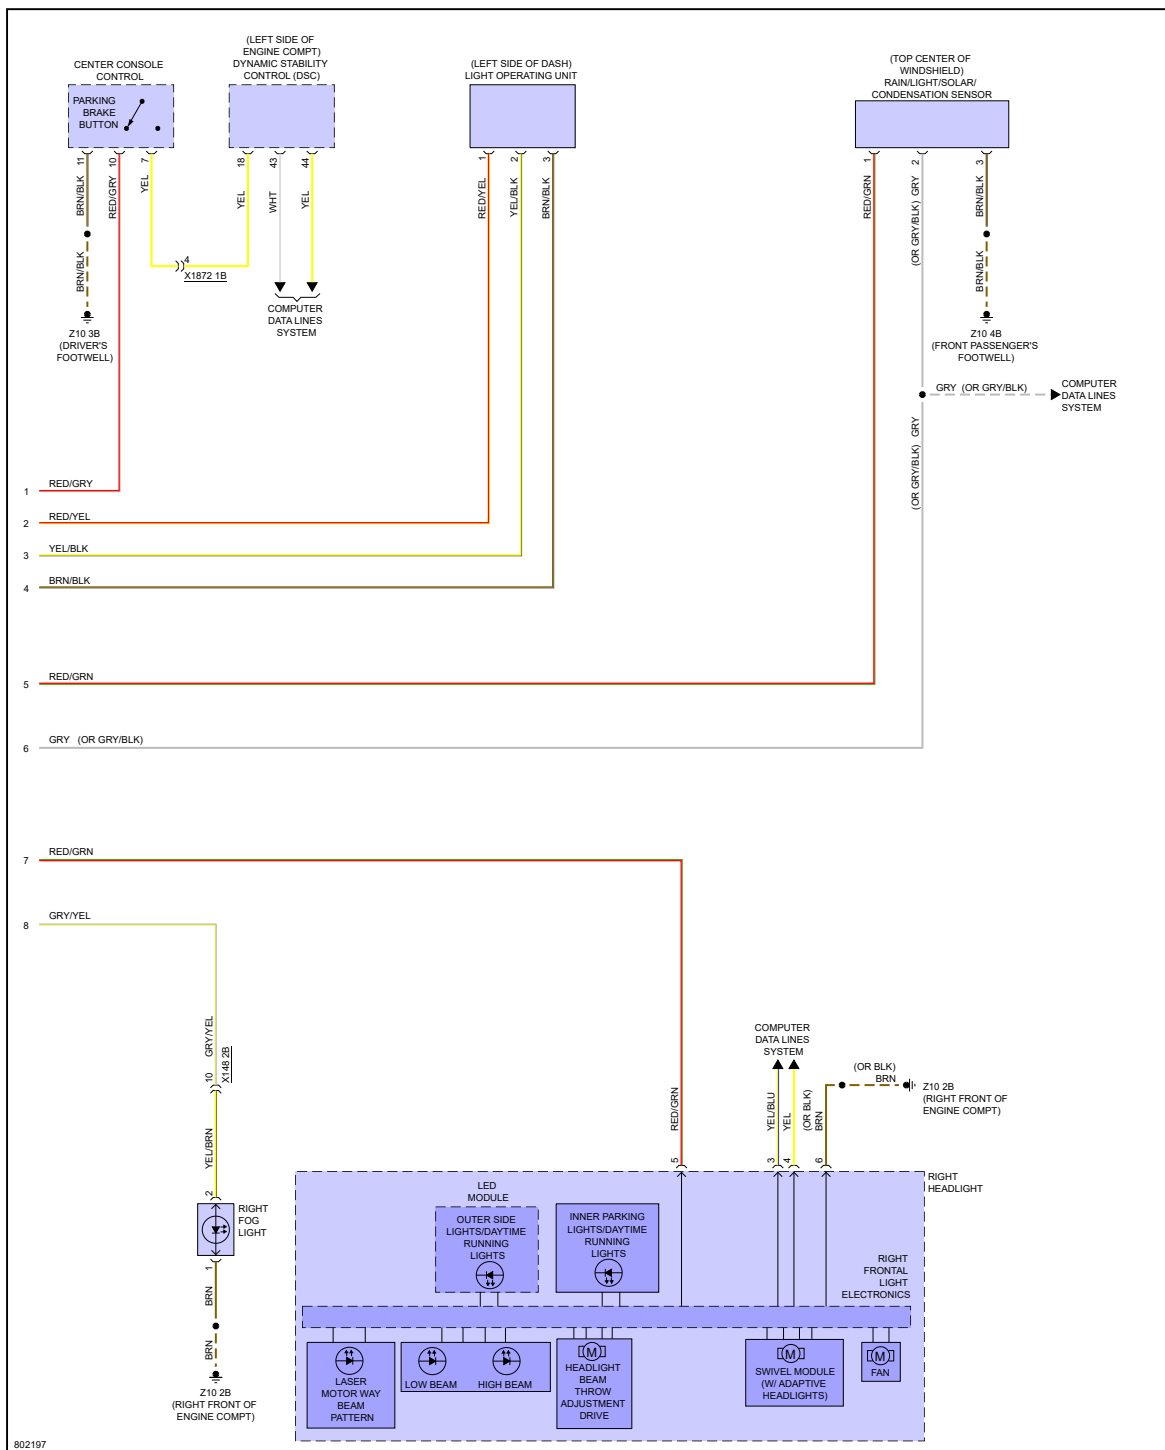 CENTER CONSOLE
CONTROL
PARKING
BRAKE
BUTTON
(LEFT SIDE OF
ENGINE COMPT)
DYNAMIC STABILITY
CONTROL (DSC)
(LEFT SIDE OF DASH)
LIGHT OPERATING UNIT
(TOP CENTER OF
WINDSHIELD)
RAIN/LIGHT/SOLAR/
CONDENSATION SENSOR
11
10
7
18
43
44
1
2
3
1
2
3
BRN/BLK
RED/GRY
YEL
YEL
WHT
YEL
RED/YEL
YEL/BLK
BRN/BLK
RED/GRN
(OR GRY/BLK) GRY
BRN/BLK
BRN/BLK
BRN/BLK
4
X1872 1B
Z10 3B
(DRIVER'S
FOOTWELL)
COMPUTER
DATA LINES
SYSTEM
Z10 4B
(FRONT PASSENGER'S
FOOTWELL)
GRY (OR GRY/BLK)
COMPUTER
DATA LINES
SYSTEM
(OR GRY/BLK) GRY
1 RED/GRY
2 RED/YEL
3 YEL/BLK
4 BRN/BLK
5 RED/GRN
6 GRY (OR GRY/BLK)
7 RED/GRN
8 GRY/YEL
GRY/YEL
10
X148 2B
YEL/BRN
2
RIGHT
FOG
LIGHT
1
BRN
BRN
Z10 2B
(RIGHT FRONT OF
ENGINE COMPT)
COMPUTER
DATA LINES
SYSTEM
(OR BLK)
BRN
Z10 2B
(RIGHT FRONT OF
ENGINE COMPT)
RED/GRN
YEL/BLU
YEL
(OR BLK)
BRN
5
3
4
6
RIGHT
HEADLIGHT
LED
MODULE
OUTER SIDE
LIGHTS/DAYTIME
RUNNING
LIGHTS
INNER PARKING
LIGHTS/DAYTIME
RUNNING
LIGHTS
RIGHT
FRONTAL
LIGHT
ELECTRONICS
LASER
MOTOR WAY
BEAM
PATTERN
LOW BEAM
HIGH BEAM
M
HEADLIGHT
BEAM
THROW
ADJUSTMENT
DRIVE
M
SWIVEL MODULE
(W/ ADAPTIVE
HEADLIGHTS)
M
FAN
802197